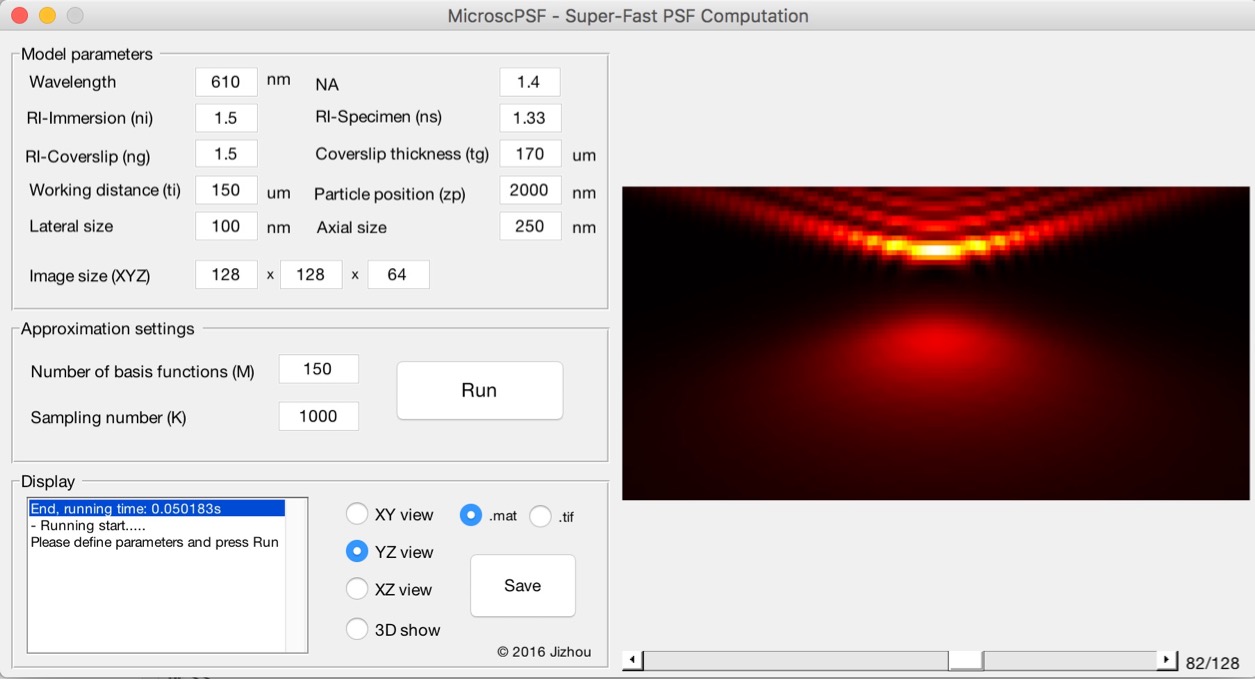 MicroscPSF - Super-Fast PSF Computation
Model parameters
Wavelength 610 nm NA 1.4
RI-Immersion (ni) 1.5 RI-Specimen (ns) 1.33
RI-Coverslip (ng) 1.5 Coverslip thickness (tg) 170 um
Working distance (ti) 150 um Particle position (zp) 2000 nm
Lateral size 100 nm Axial size 250 nm
Image size (XYZ) 128 x 128 x 64
Approximation settings
Number of basis functions (M) 150
Sampling number (K) 1000
Run
Display
End, running time: 0.050183s
- Running start.....
Please define parameters and press Run
XY view
YZ view
XZ view
3D show
.mat .tif
Save
© 2016 Jizhou
82/128